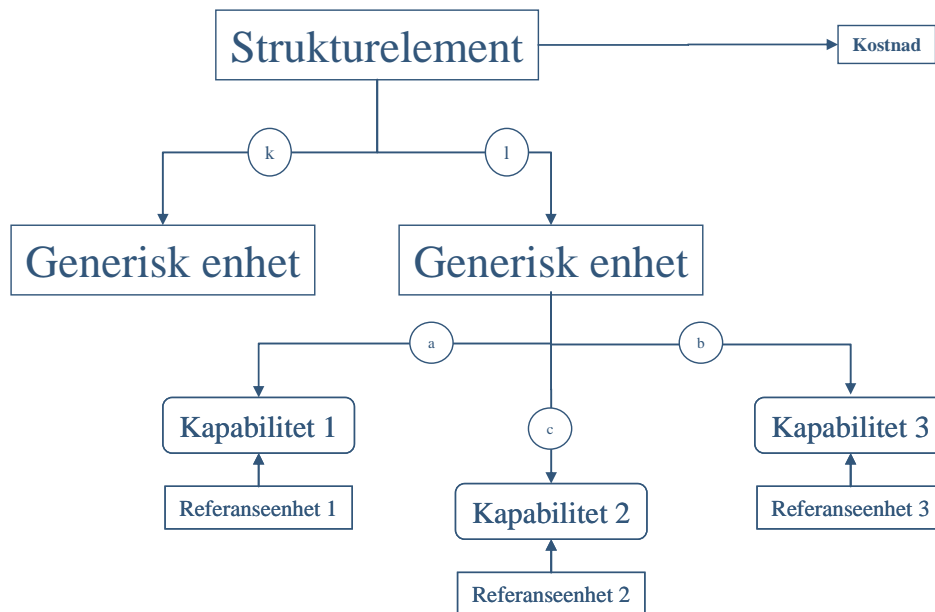 Strukturelement
Kostnad
k
l
Generisk enhet
Generisk enhet
a
b
Kapabilitet 1
c
Kapabilitet 3
Referanseenhet 1
Kapabilitet 2
Referanseenhet 3
Referanseenhet 2